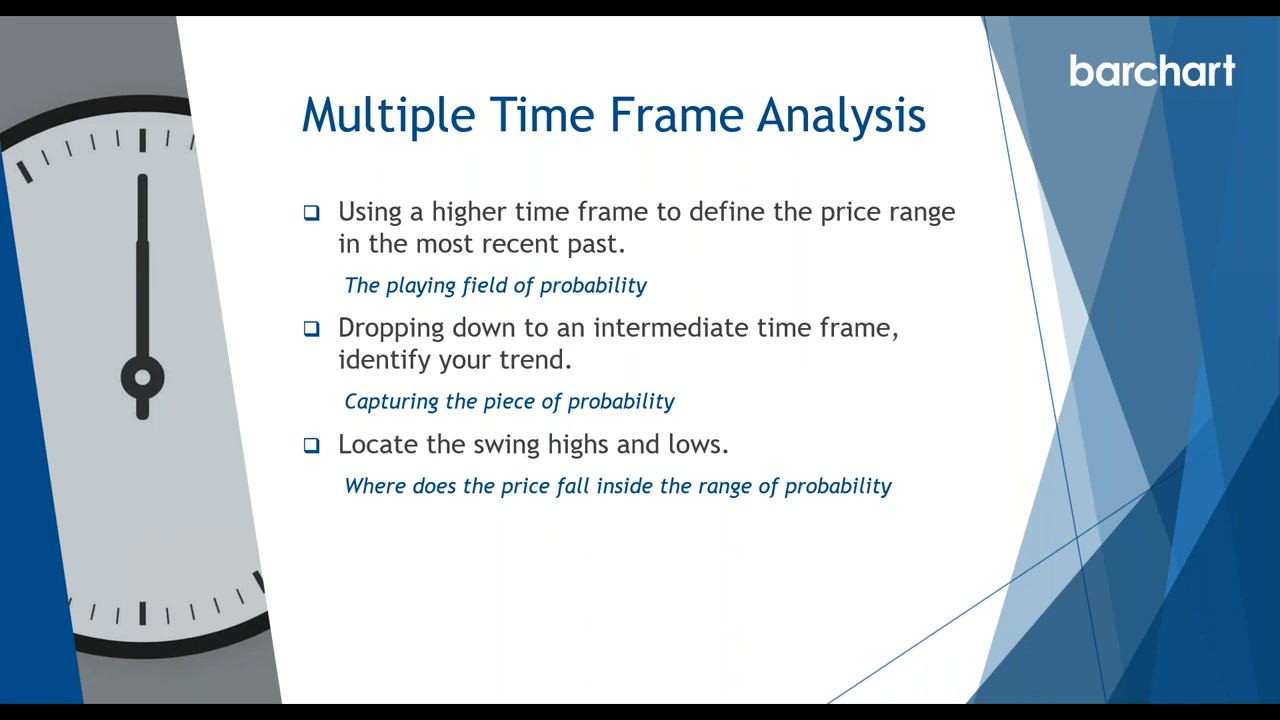 barchart
Multiple Time Frame Analysis
❑ Using a higher time frame to define the price range
in the most recent past.
The playing field of probability
❑ Dropping down to an intermediate time frame,
identify your trend.
Capturing the piece of probability
❑ Locate the swing highs and lows.
Where does the price fall inside the range of probability